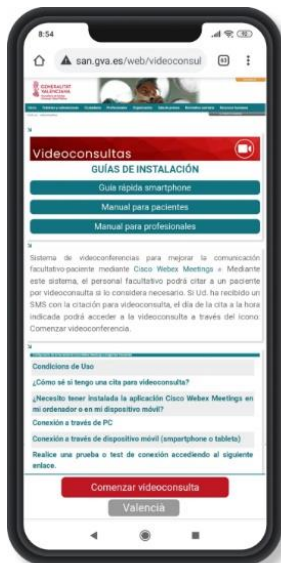 8:54
san.gva.es/web/videoconsul
63
GENERALITAT
VALENCIANA
Videoconsultas
GUÍAS DE INSTALACIÓN
Guía rápida smartphone
Manual para pacientes
Manual para profesionales
Sistema de videoconferencias para mejorar la comunicación
facultativo-paciente mediante Cisco Webex Meetings » Mediante
este sistema, el personal facultativo podrá citar a un paciente
por videoconsulta si lo considera necesario. Si Ud. ha recibido un
SMS con la citación para videoconsulta, el día de la cita a la hora
indicada podrá acceder a la videoconsulta a través del icono:
Comenzar videoconferencia.
Condicions de Uso
¿Cómo sé si tengo una cita para videoconsulta?
¿Necesito tener instalada la aplicación Cisco Webex Meetings en
mi ordenador o en mi dispositivo móvil?
Conexión a través de PC
Conexión a través de dispositivo móvil (smpartphone o tableta)
Realice una prueba o test de conexión accediendo al siguiente
enlace.
Comenzar videoconsulta
Valencià